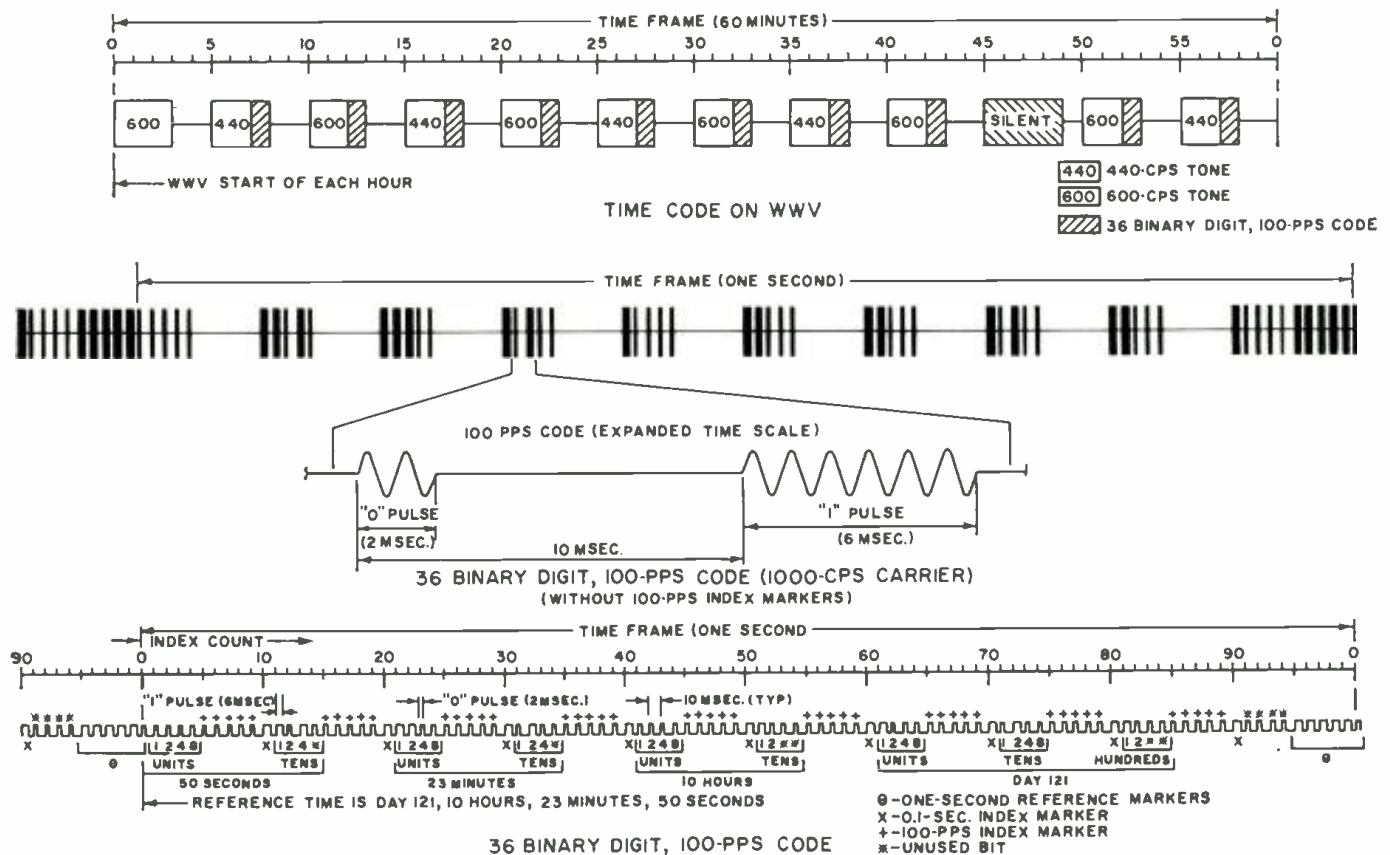 TIME FRAME (60 MINUTES)
0 5 10 15 20 25 30 35 40 45 50 55 0
600 440 600 440 600 440 600 440 600 SILENT 600 440
WWV START OF EACH HOUR
440 440-CPS TONE
600 600-CPS TONE
36 BINARY DIGIT, 100-PPS CODE
TIME CODE ON WWV
TIME FRAME (ONE SECOND)
100 PPS CODE (EXPANDED TIME SCALE)
"0" PULSE
(2 MSEC.)
"1" PULSE
(6 MSEC.)
10 MSEC.
36 BINARY DIGIT, 100-PPS CODE (1000-CPS CARRIER)
(WITHOUT 100-PPS INDEX MARKERS)
INDEX COUNT
TIME FRAME (ONE SECOND
90 0 10 20 30 40 50 60 70 80 90 0
"1" PULSE (6MSEC) "0" PULSE (2MSEC.) 10 MSEC. (TYP)
**** +++++ +++++ +++++ +++++ +++++ +++++ +++++ +++++ +++++ ****
X 1 2 4 8 X 1 2 4 * X 1 2 4 8 X 1 2 4 * X 1 2 4 8 X 1 2 * * X 1 2 4 8 X 1 2 4 8 X 1 2 * * X
θ UNITS TENS UNITS TENS UNITS TENS UNITS TENS HUNDREDS θ
50 SECONDS 23 MINUTES 10 HOURS DAY 121
REFERENCE TIME IS DAY 121, 10 HOURS, 23 MINUTES, 50 SECONDS
θ-ONE-SECOND REFERENCE MARKERS
X-0.1-SEC. INDEX MARKER
+-100-PPS INDEX MARKER
*-UNUSED BIT
36 BINARY DIGIT, 100-PPS CODE